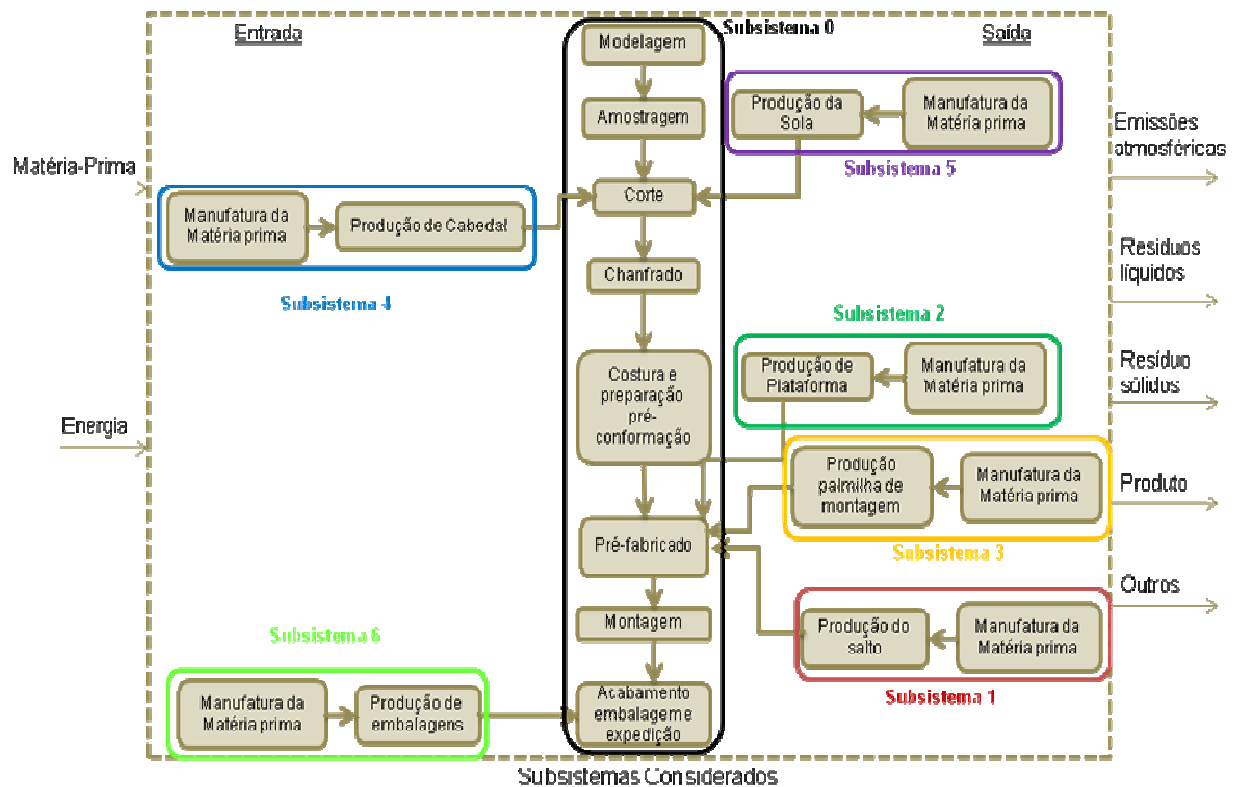 Subsistema 0
Entrada
Saída
Modelagem
Amostragem
Produção da
Sola
Manufatura da
Matéria prima
Subsistema 5
Emissões
atmosféricas
Matéria-Prima
Manufatura da
Matéria prima
Produção de Cabedal
Corte
Subsistema 4
Chanfrado
Resíduos
líquidos
Subsistema 2
Produção de
Plataforma
Manufatura da
Matéria prima
Resíduo
sólidos
Costura e
preparação
pré-
conformação
Energia
Produção
palmilha de
montagem
Manufatura da
Matéria prima
Produto
Subsistema 3
Pré-fabricado
Outros
Montagem
Produção do
salto
Manufatura da
Matéria prima
Subsistema 1
Subsistema 6
Manufatura da
Matéria prima
Produção de
embalagens
Acabamento
embalagem e
expedição
Subsistemas Considerados